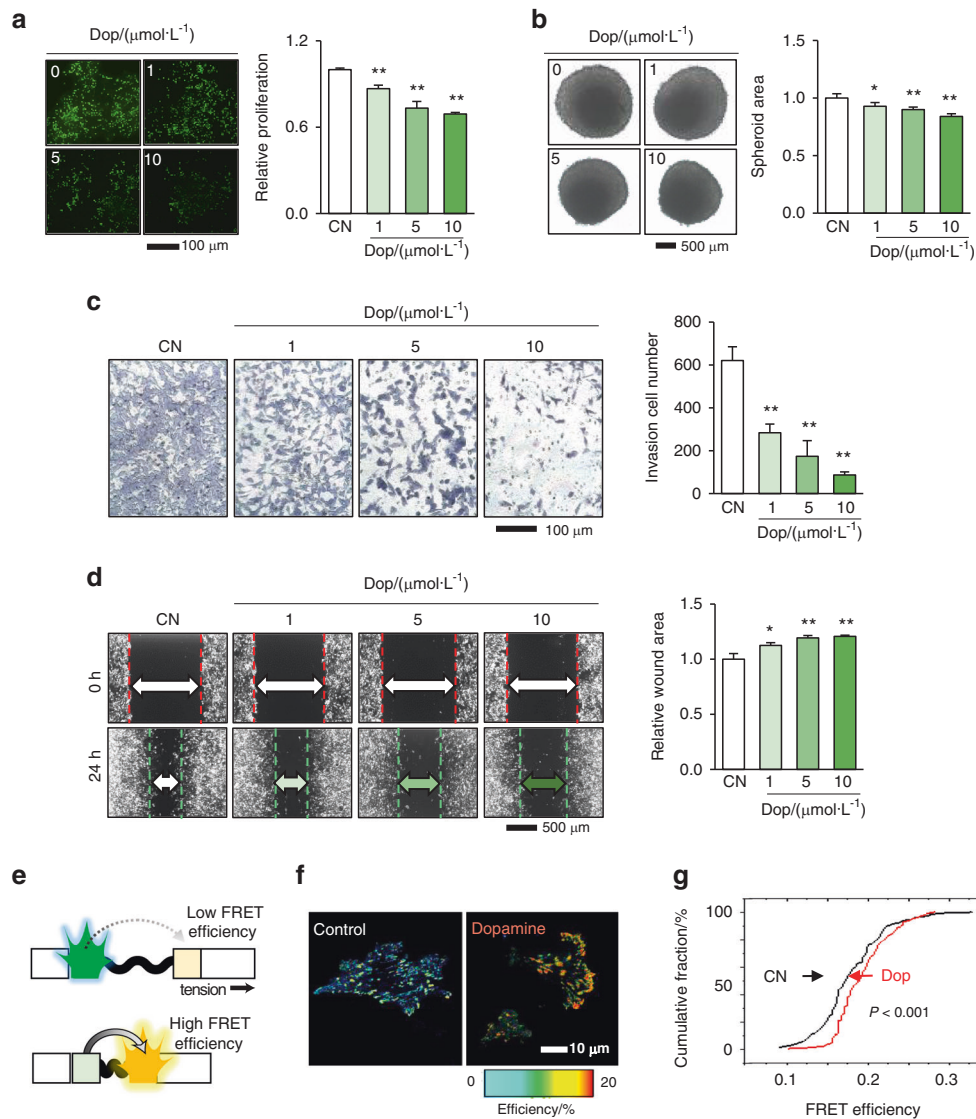 a
Dop/(μmol·L⁻¹)
0 1
5 10
100 μm
Relative proliferation
1.2
0.6
0.0
** ** **
CN 1 5 10
Dop/(μmol·L⁻¹)
b
Dop/(μmol·L⁻¹)
0 1
5 10
500 μm
Spheroid area
1.5
1.0
0.5
0.0
* ** **
CN 1 5 10
Dop/(μmol·L⁻¹)
c
Dop/(μmol·L⁻¹)
CN 1 5 10
100 μm
Invasion cell number
800
600
400
200
0
** ** **
CN 1 5 10
Dop/(μmol·L⁻¹)
d
Dop/(μmol·L⁻¹)
CN 1 5 10
0 h
24 h
500 μm
Relative wound area
1.5
1.0
0.5
0.0
* ** **
CN 1 5 10
Dop/(μmol·L⁻¹)
e
Low FRET
efficiency
tension
High FRET
efficiency
f
Control
Dopamine
10 μm
0 20
Efficiency/%
g
Cumulative fraction/%
100
50
50
0
CN
Dop
P < 0.001
0.1 0.2 0.3
FRET efficiency